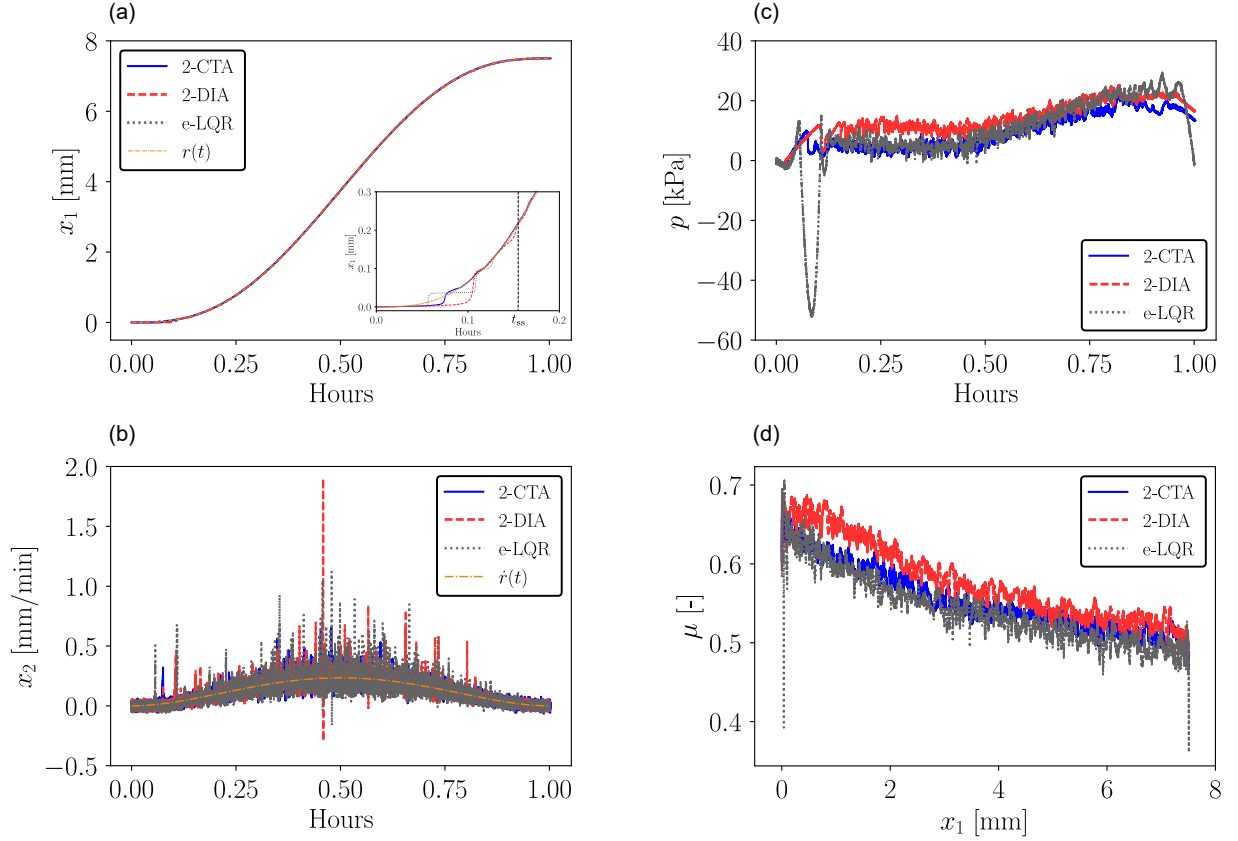 (a)
8
6
4
2
0
x₁ [mm]
2-CTA
2-DIA
e-LQR
r(t)
0.3
0.2
0.1
0.0
x₁ [mm]
0.0
0.1
t_ss
0.2
Hours
0.00
0.25
0.50
0.75
1.00
Hours
(c)
40
20
0
−20
−40
−60
p [kPa]
2-CTA
2-DIA
e-LQR
0.00
0.25
0.50
0.75
1.00
Hours
(b)
2.0
1.5
1.0
0.5
0.0
−0.5
x₂ [mm/min]
2-CTA
2-DIA
e-LQR
ṙ(t)
0.00
0.25
0.50
0.75
1.00
Hours
(d)
0.7
0.6
0.5
0.4
μ [-]
2-CTA
2-DIA
e-LQR
0
2
4
6
8
x₁ [mm]